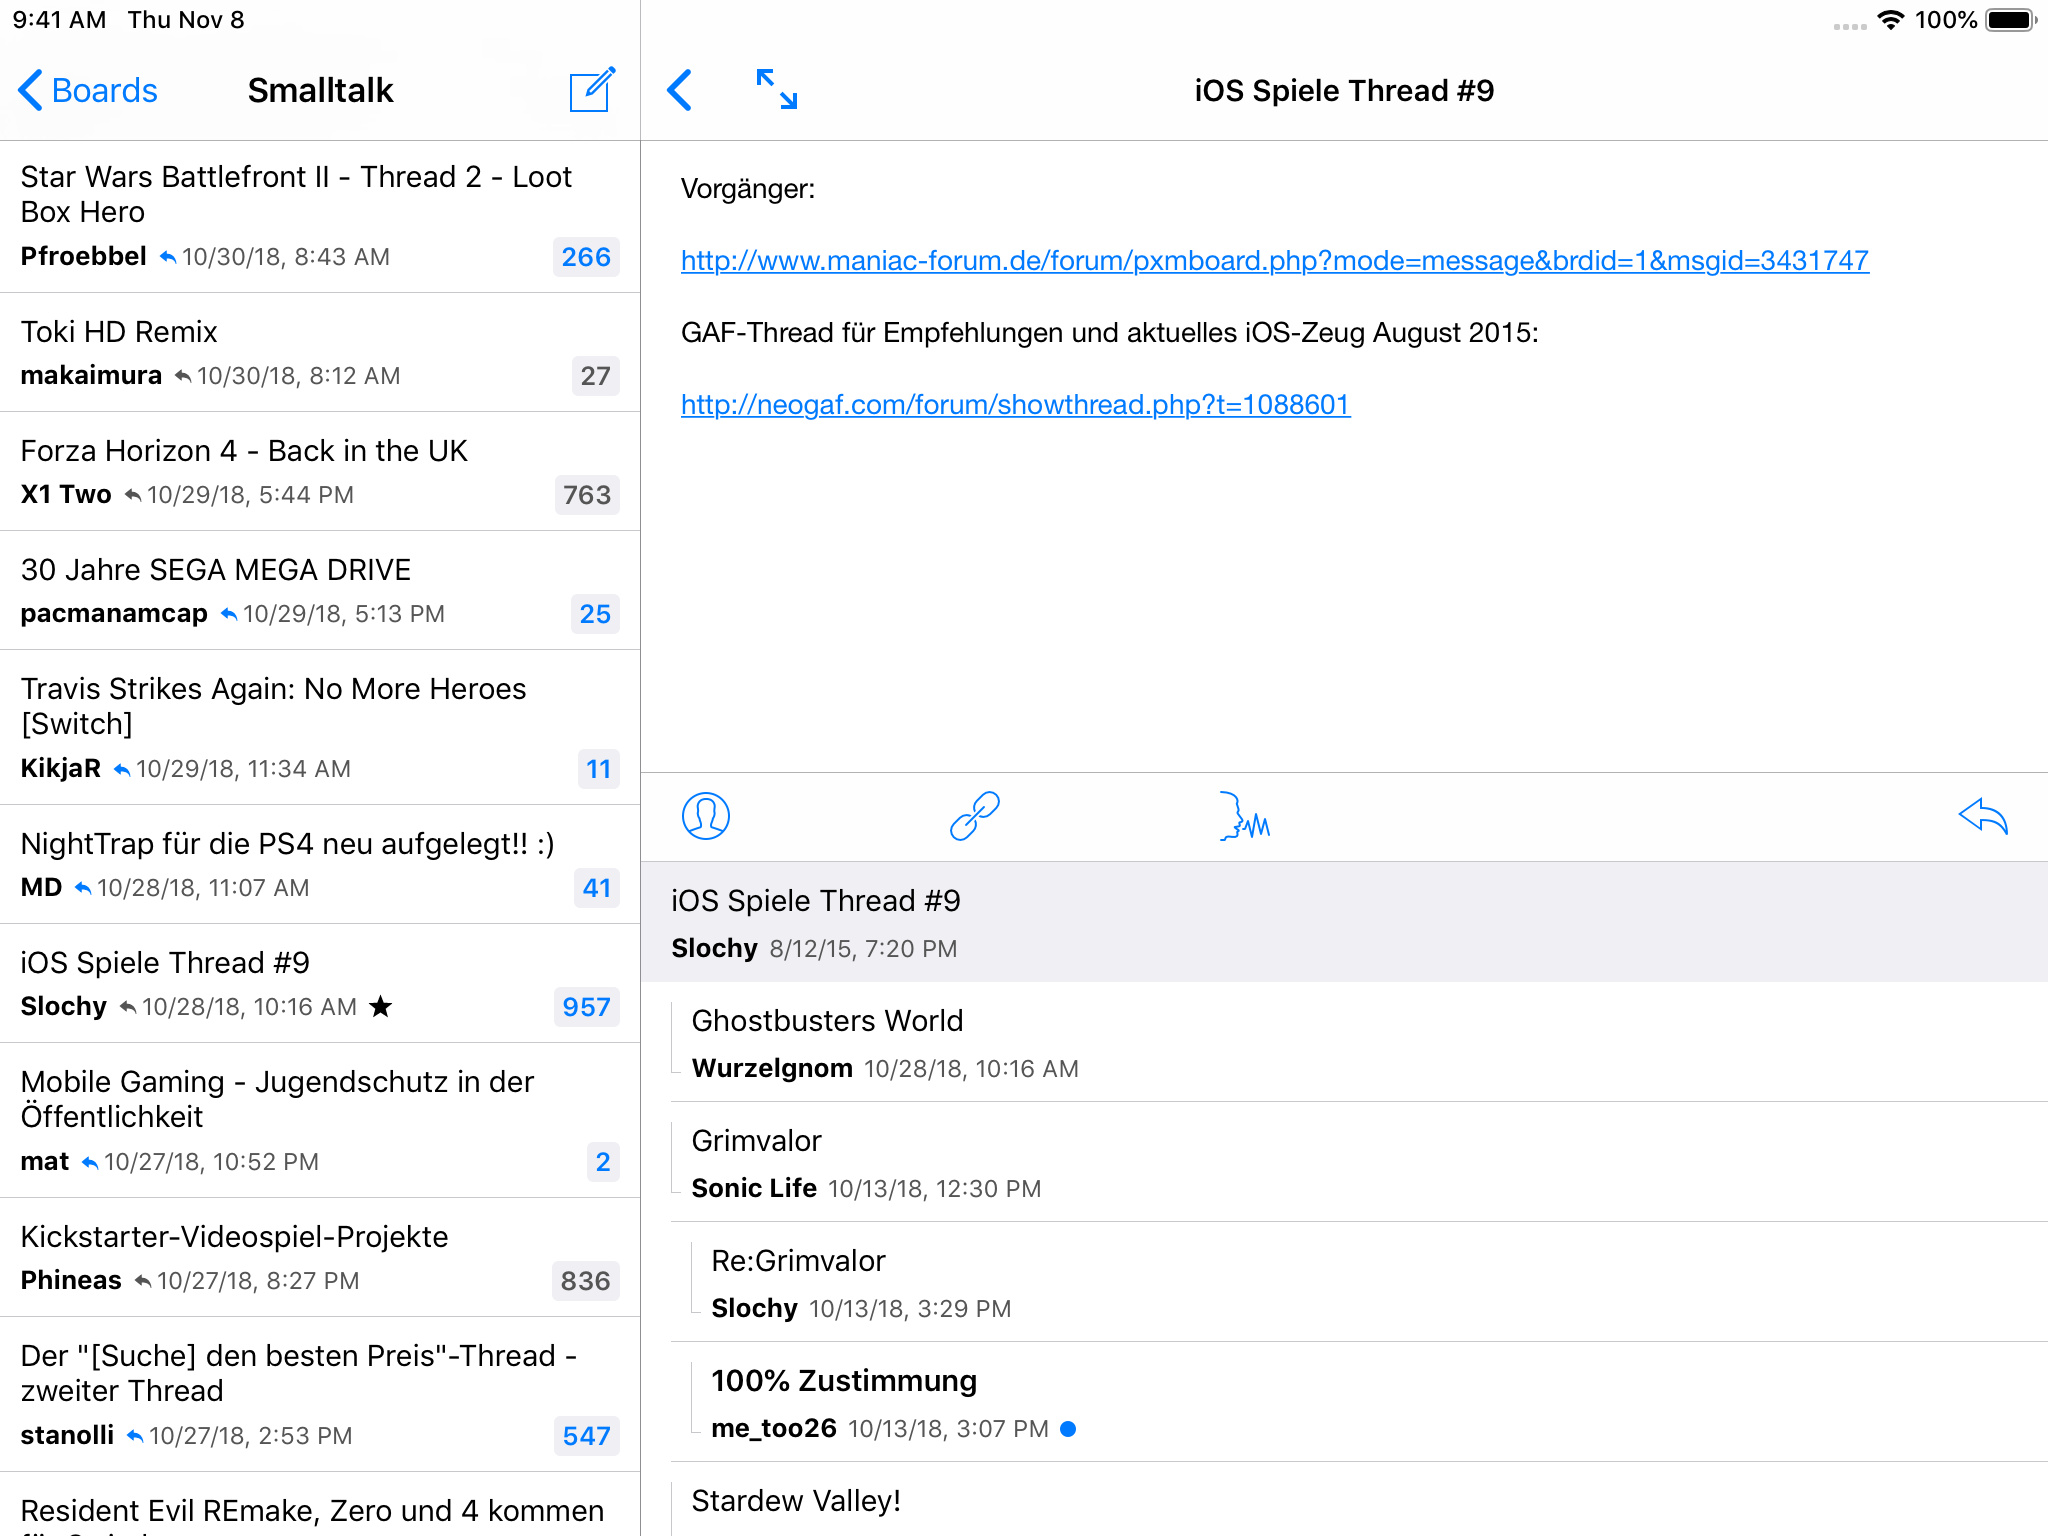 9:41 AM Thu Nov 8
100%
Boards
Smalltalk
Star Wars Battlefront II - Thread 2 - Loot
Box Hero
Pfroebbel 10/30/18, 8:43 AM 266
Toki HD Remix
makaimura 10/30/18, 8:12 AM 27
Forza Horizon 4 - Back in the UK
X1 Two 10/29/18, 5:44 PM 763
30 Jahre SEGA MEGA DRIVE
pacmanamcap 10/29/18, 5:13 PM 25
Travis Strikes Again: No More Heroes
[Switch]
KikjaR 10/29/18, 11:34 AM 11
NightTrap für die PS4 neu aufgelegt!! :)
MD 10/28/18, 11:07 AM 41
iOS Spiele Thread #9
Slochy 10/28/18, 10:16 AM ★ 957
Mobile Gaming - Jugendschutz in der
Öffentlichkeit
mat 10/27/18, 10:52 PM 2
Kickstarter-Videospiel-Projekte
Phineas 10/27/18, 8:27 PM 836
Der "[Suche] den besten Preis"-Thread -
zweiter Thread
stanolli 10/27/18, 2:53 PM 547
Resident Evil REmake, Zero und 4 kommen
iOS Spiele Thread #9
Vorgänger:
http://www.maniac-forum.de/forum/pxmboard.php?mode=message&brdid=1&msgid=3431747
GAF-Thread für Empfehlungen und aktuelles iOS-Zeug August 2015:
http://neogaf.com/forum/showthread.php?t=1088601
iOS Spiele Thread #9
Slochy 8/12/15, 7:20 PM
Ghostbusters World
Wurzelgnom 10/28/18, 10:16 AM
Grimvalor
Sonic Life 10/13/18, 12:30 PM
Re:Grimvalor
Slochy 10/13/18, 3:29 PM
100% Zustimmung
me_too26 10/13/18, 3:07 PM
Stardew Valley!